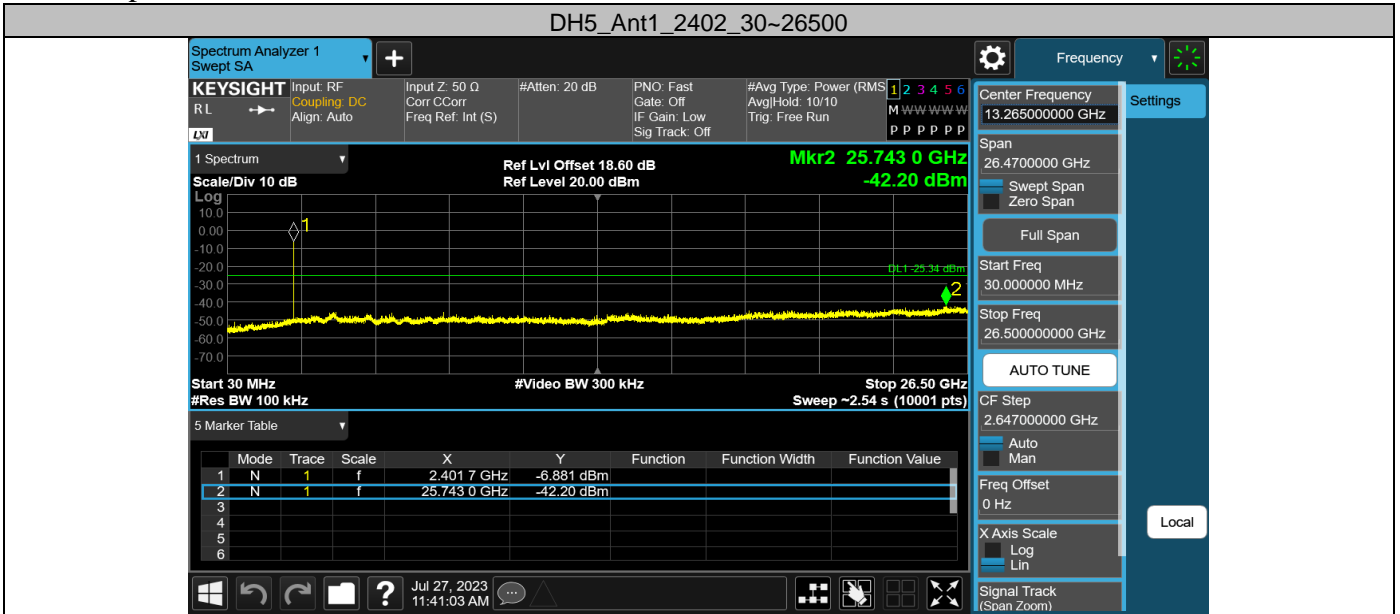 DH5_Ant1_2402_30~26500
Spectrum Analyzer 1
Swept SA
Frequency
KEYSIGHT
RL
LXI
Input: RF
Coupling: DC
Align: Auto
Input Z: 50 Ω
Corr CCorr
Freq Ref: Int (S)
#Atten: 20 dB
PNO: Fast
Gate: Off
IF Gain: Low
Sig Track: Off
#Avg Type: Power (RMS
Avg|Hold: 10/10
Trig: Free Run
1 2 3 4 5 6
M W W W W W
P P P P P P
1 Spectrum
Scale/Div 10 dB
Ref Lvl Offset 18.60 dB
Ref Level 20.00 dBm
Mkr2 25.743 0 GHz
-42.20 dBm
Log
10.0
0.00
-10.0
-20.0
-30.0
-40.0
-50.0
-60.0
-70.0
1
DL1 -25.34 dBm
2
Start 30 MHz
#Res BW 100 kHz
#Video BW 300 kHz
Stop 26.50 GHz
Sweep ~2.54 s (10001 pts)
5 Marker Table
Mode Trace Scale X Y Function Function Width Function Value
1 N 1 f 2.401 7 GHz -6.881 dBm
2 N 1 f 25.743 0 GHz -42.20 dBm
3
4
5
6
Jul 27, 2023
11:41:03 AM
Center Frequency
13.265000000 GHz
Settings
Span
26.4700000 GHz
Swept Span
Zero Span
Full Span
Start Freq
30.000000 MHz
Stop Freq
26.500000000 GHz
AUTO TUNE
CF Step
2.647000000 GHz
Auto
Man
Freq Offset
0 Hz
Local
X Axis Scale
Log
Lin
Signal Track
(Span Zoom)